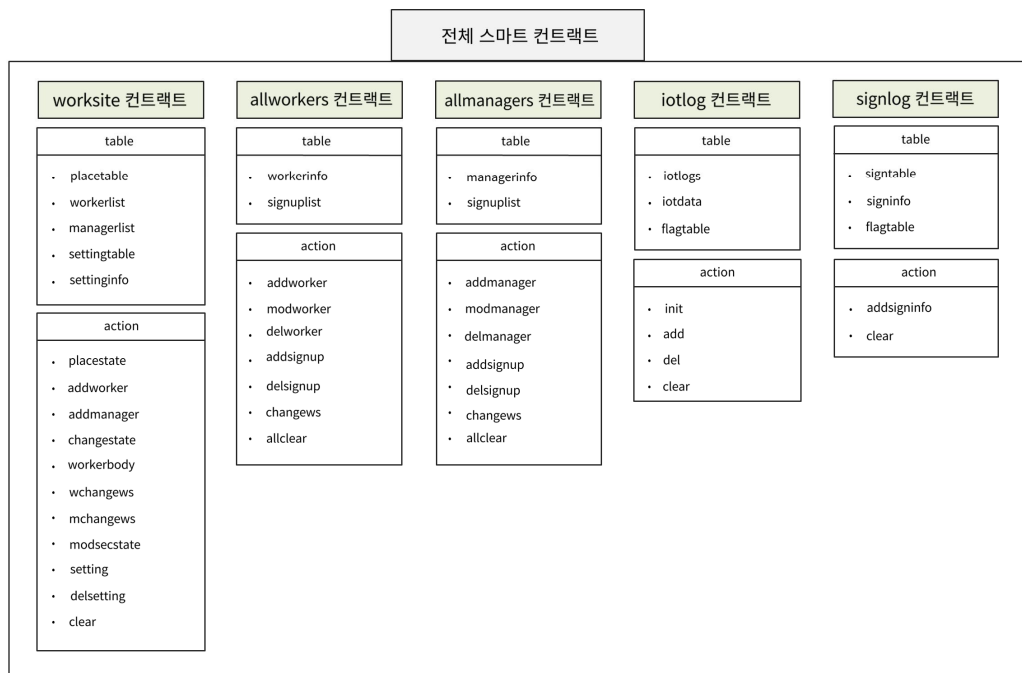 전체 스마트 컨트랙트
worksite 컨트랙트
table
· placetable
· workerlist
· managerlist
· settingtable
· settinginfo
action
· placestate
· addworker
· addmanager
· changestate
· workerbody
· wchangews
· mchangews
· modsecstate
· setting
· delsetting
· clear
allworkers 컨트랙트
table
· workerinfo
· signuplist
action
· addworker
· modworker
· delworker
· addsignup
· delsignup
· changews
· allclear
allmanagers 컨트랙트
table
· managerinfo
· signuplist
action
· addmanager
· modmanager
· delmanager
· addsignup
· delsignup
· changews
· allclear
iotlog 컨트랙트
table
· iotlogs
· iotdata
· flagtable
action
· init
· add
· del
· clear
signlog 컨트랙트
table
· signtable
· signinfo
· flagtable
action
· addsigninfo
· clear